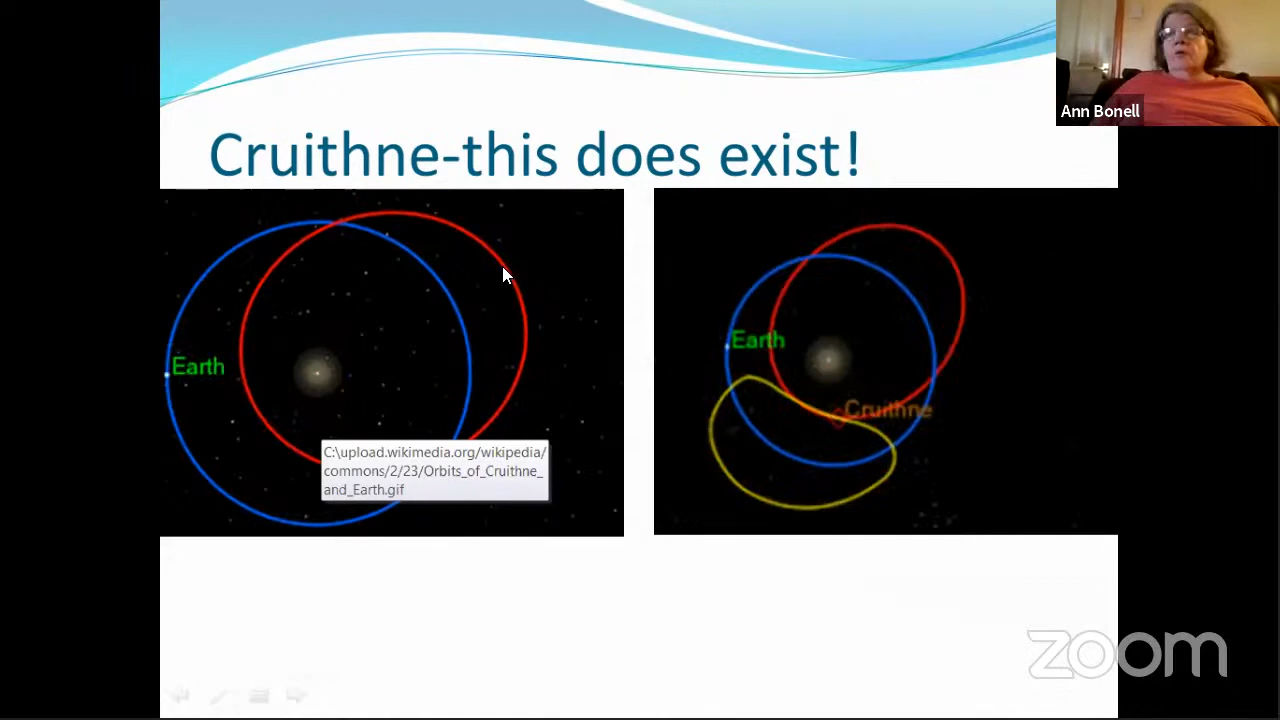 Ann Bonell
Cruithne-this does exist!
Earth
C:\upload.wikimedia.org/wikipedia/
commons/2/23/Orbits_of_Cruithne_
and_Earth.gif
Earth
Cruithne
zoom